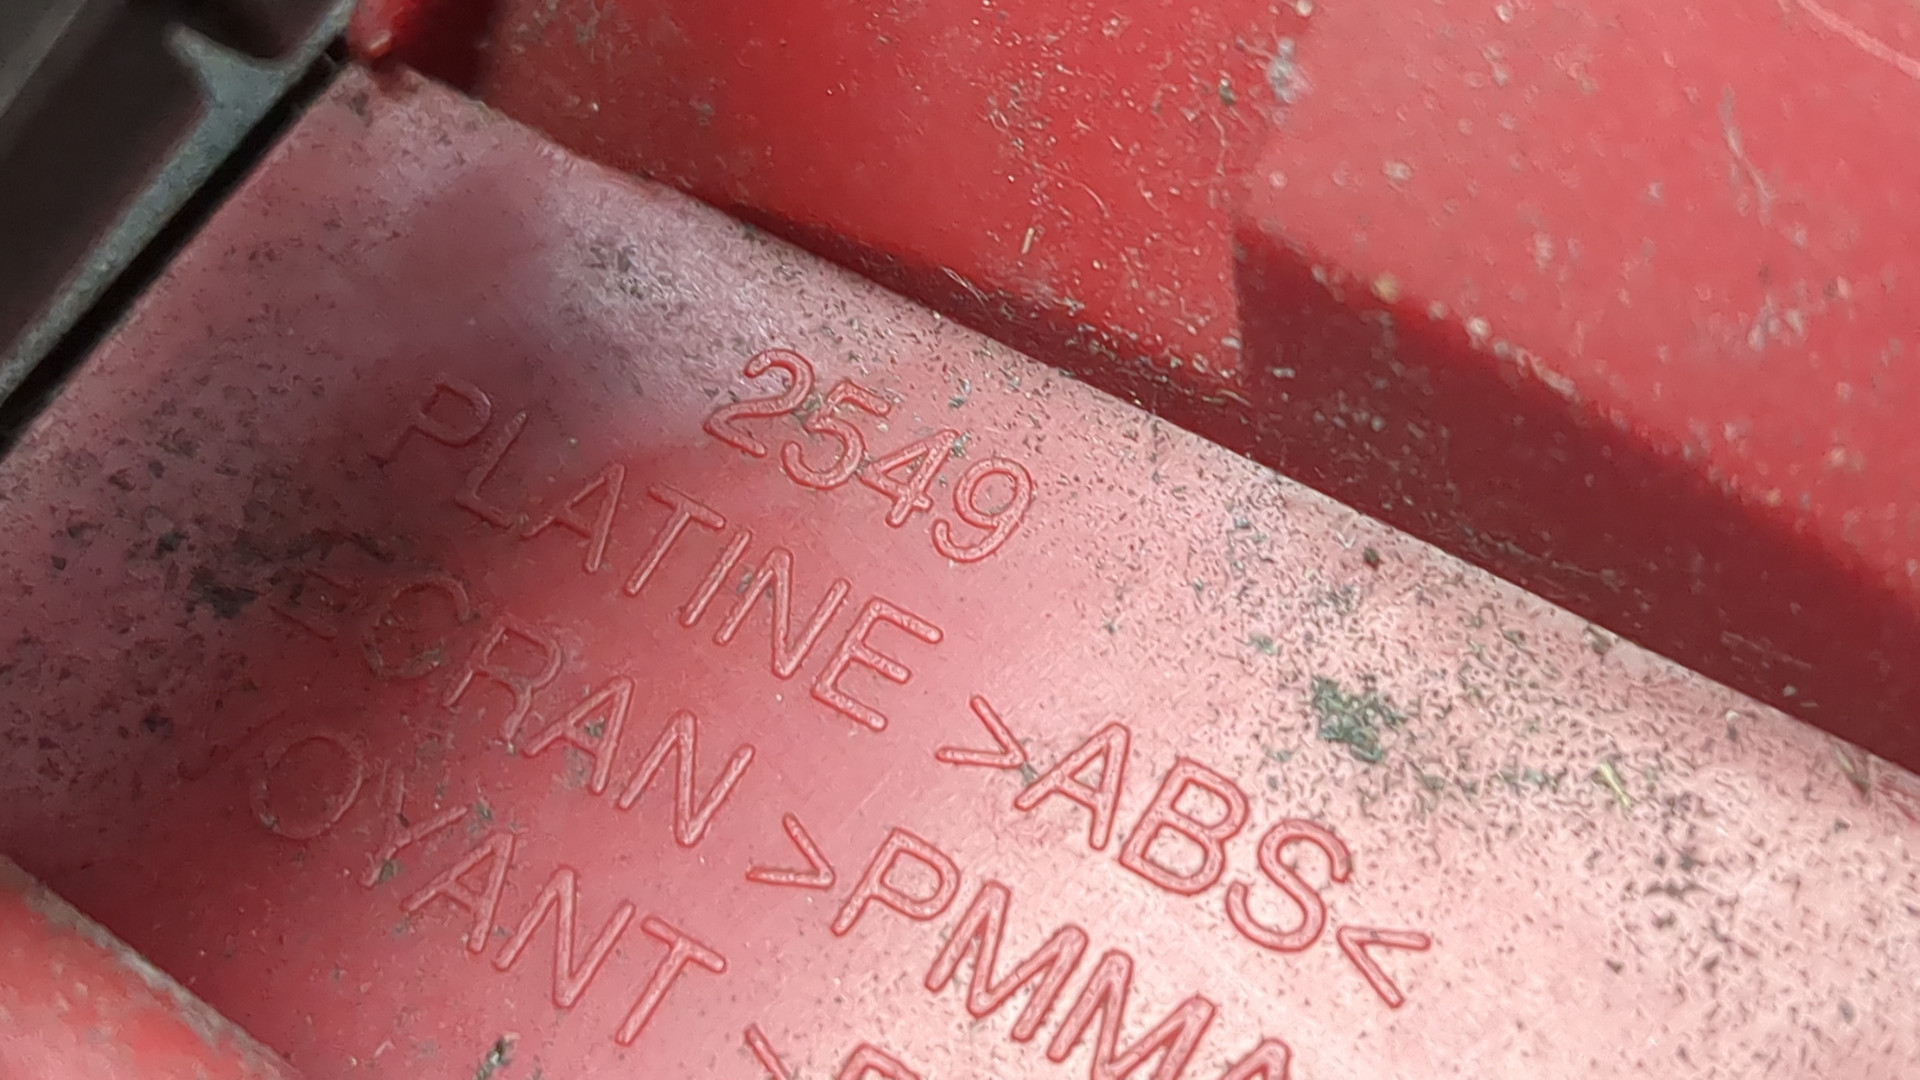 2549
PLATINE >ABS<
ECRAN >PMMA
VOYANT >P